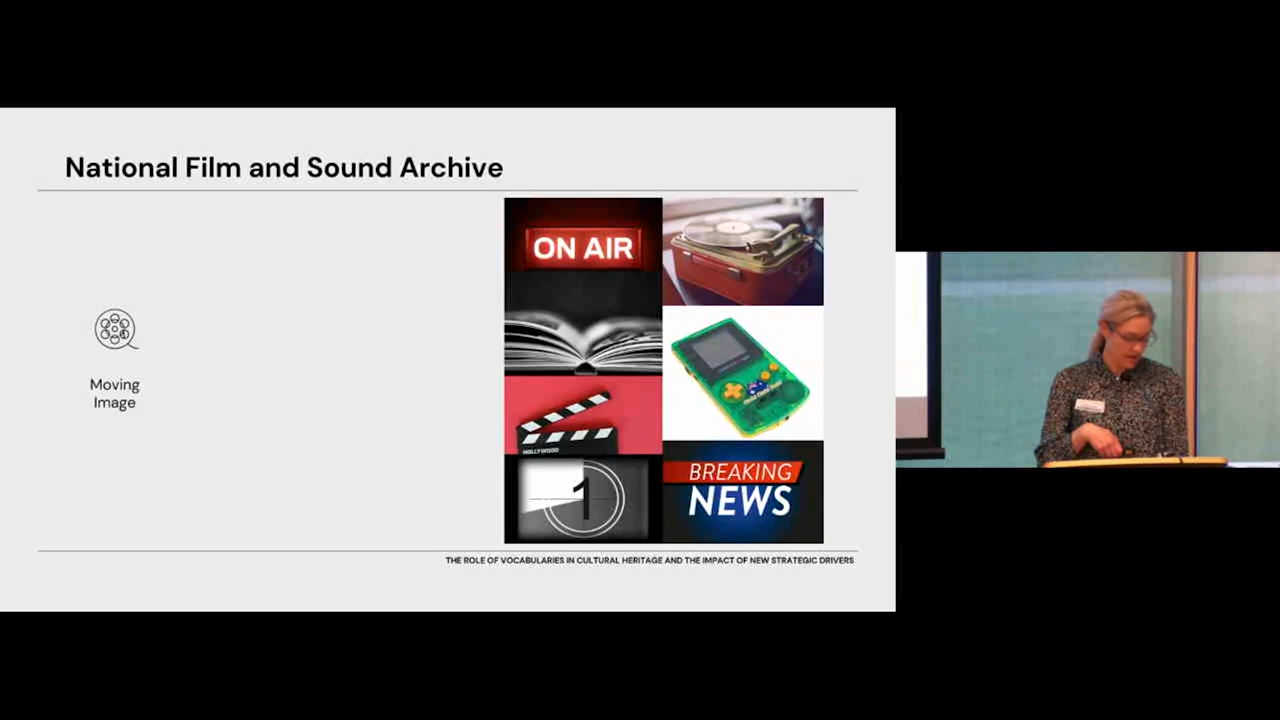 National Film and Sound Archive
Moving
Image
ON AIR
HOLLYWOOD
1
BREAKING
NEWS
THE ROLE OF VOCABULARIES IN CULTURAL HERITAGE AND THE IMPACT OF NEW STRATEGIC DRIVERS